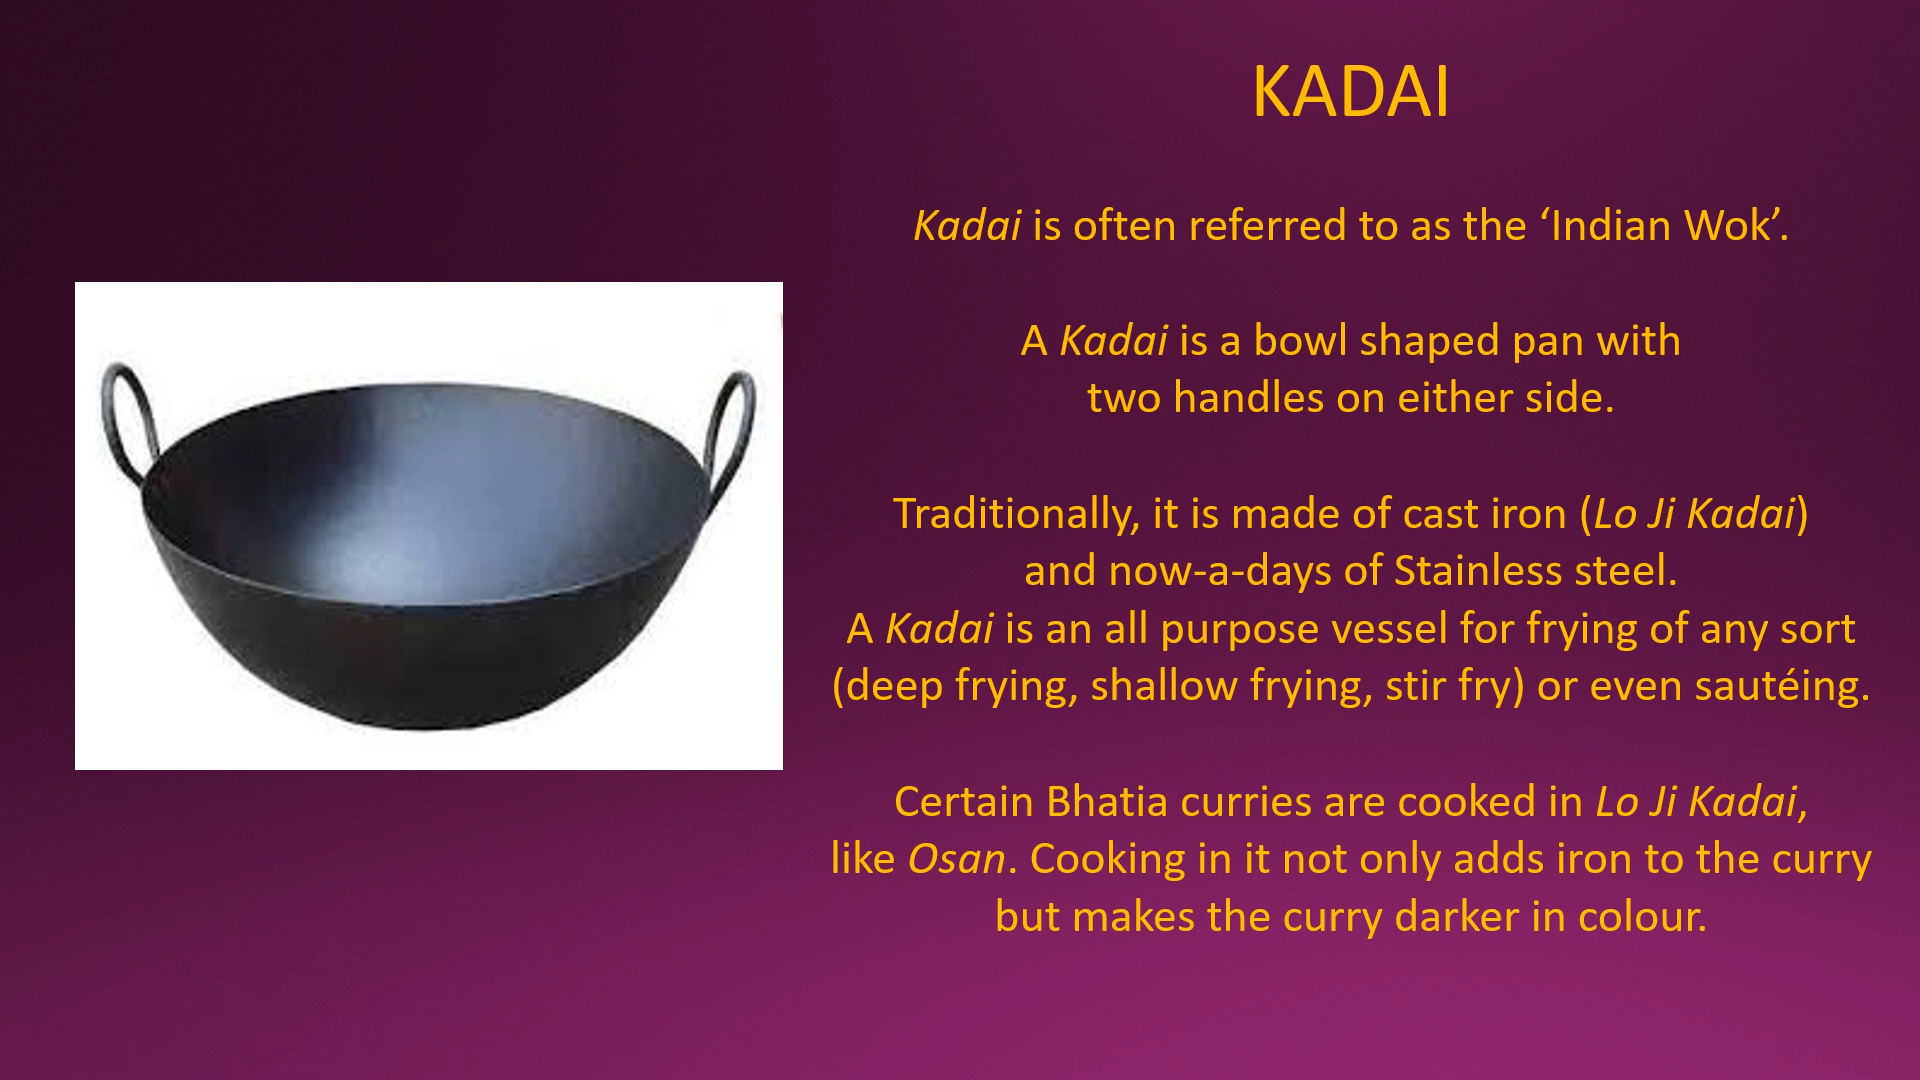 KADAI
Kadai is often referred to as the ‘Indian Wok’.
A Kadai is a bowl shaped pan with
two handles on either side.
Traditionally, it is made of cast iron (Lo Ji Kadai)
and now-a-days of Stainless steel.
A Kadai is an all purpose vessel for frying of any sort
(deep frying, shallow frying, stir fry) or even sautéing.
Certain Bhatia curries are cooked in Lo Ji Kadai,
like Osan. Cooking in it not only adds iron to the curry
but makes the curry darker in colour.